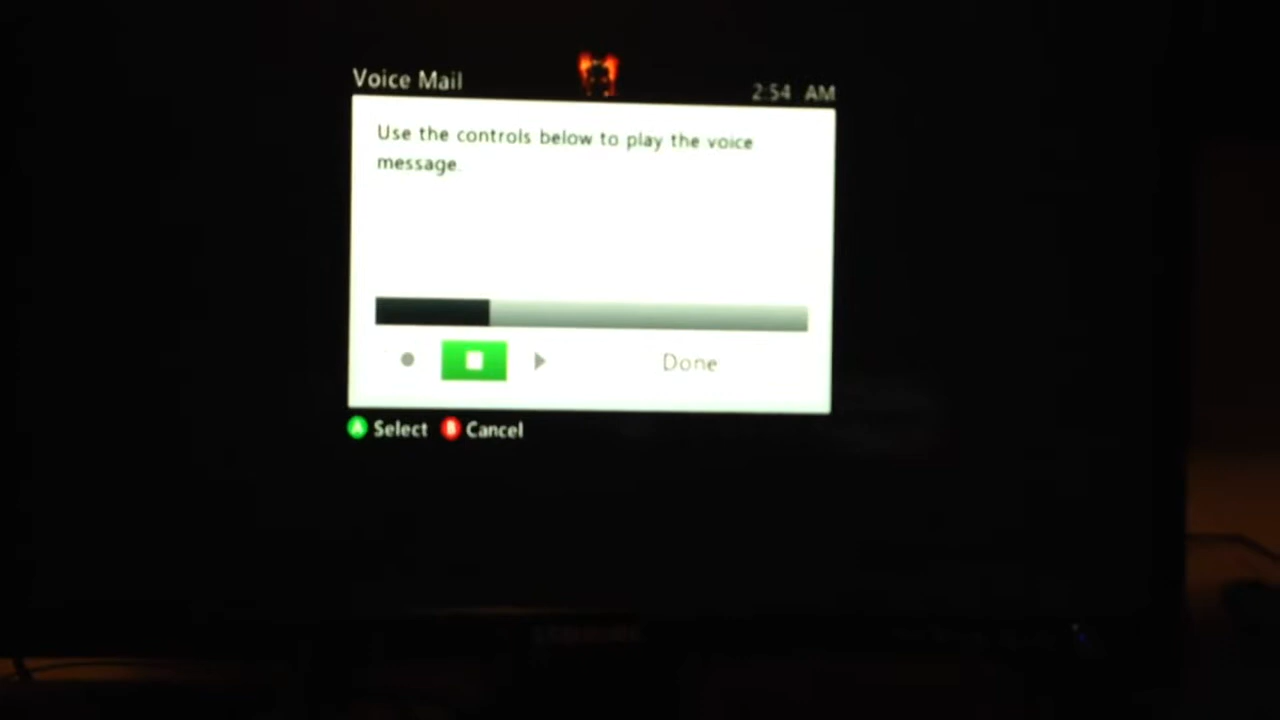 Voice Mail
2:54 AM
Use the controls below to play the voice
message.
Done
A Select B Cancel